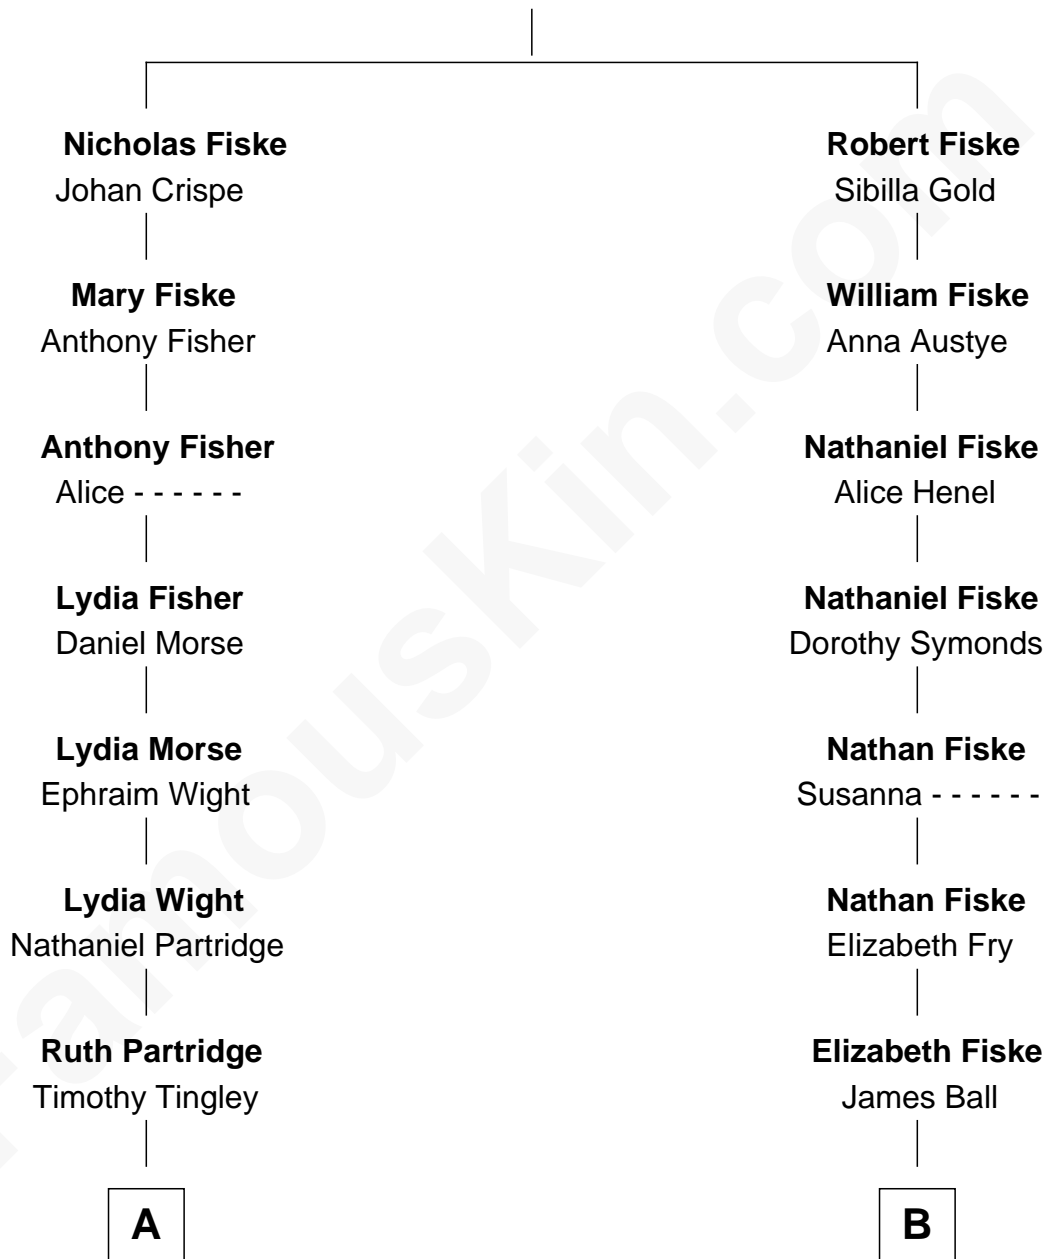 Nicholas Fiske
Johan Crispe
Mary Fiske
Anthony Fisher
Anthony Fisher
Alice - - - - - -
Lydia Fisher
Daniel Morse
Lydia Morse
Ephraim Wight
Lydia Wight
Nathaniel Partridge
Ruth Partridge
Timothy Tingley
A
Robert Fiske
Sibilla Gold
William Fiske
Anna Austye
Nathaniel Fiske
Alice Henel
Nathaniel Fiske
Dorothy Symonds
Nathan Fiske
Susanna - - - - - -
Nathan Fiske
Elizabeth Fry
Elizabeth Fiske
James Ball
B
FamousKin.com